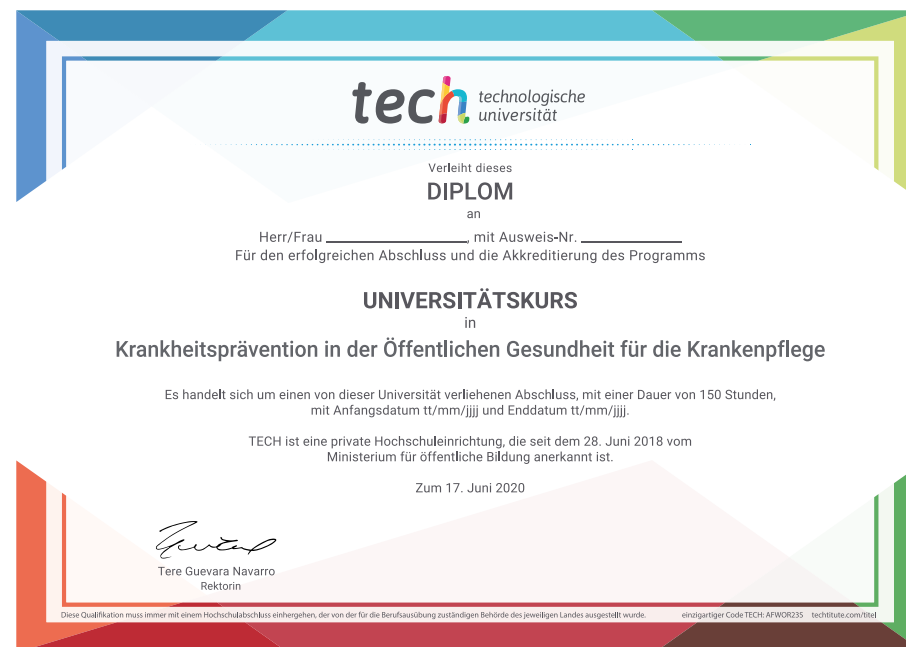 tech technologische
universität
Verleiht dieses
DIPLOM
an
Herr/Frau ____________________, mit Ausweis-Nr. ______________
Für den erfolgreichen Abschluss und die Akkreditierung des Programms
UNIVERSITÄTSKURS
in
Krankheitsprävention in der Öffentlichen Gesundheit für die Krankenpflege
Es handelt sich um einen von dieser Universität verliehenen Abschluss, mit einer Dauer von 150 Stunden,
mit Anfangsdatum tt/mm/jjjj und Enddatum tt/mm/jjjj.
TECH ist eine private Hochschuleinrichtung, die seit dem 28. Juni 2018 vom
Ministerium für öffentliche Bildung anerkannt ist.
Zum 17. Juni 2020
Tere Guevara Navarro
Rektorin
Diese Qualifikation muss immer mit einem Hochschulabschluss einhergehen, der von der für die Berufsausübung zuständigen Behörde des jeweiligen Landes ausgestellt wurde. einzigartiger Code TECH: AFWOR235 techtitute.com/titel